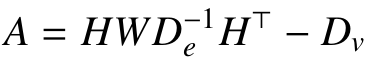 A = HWD_e^{-1}H^⊤ − D_v